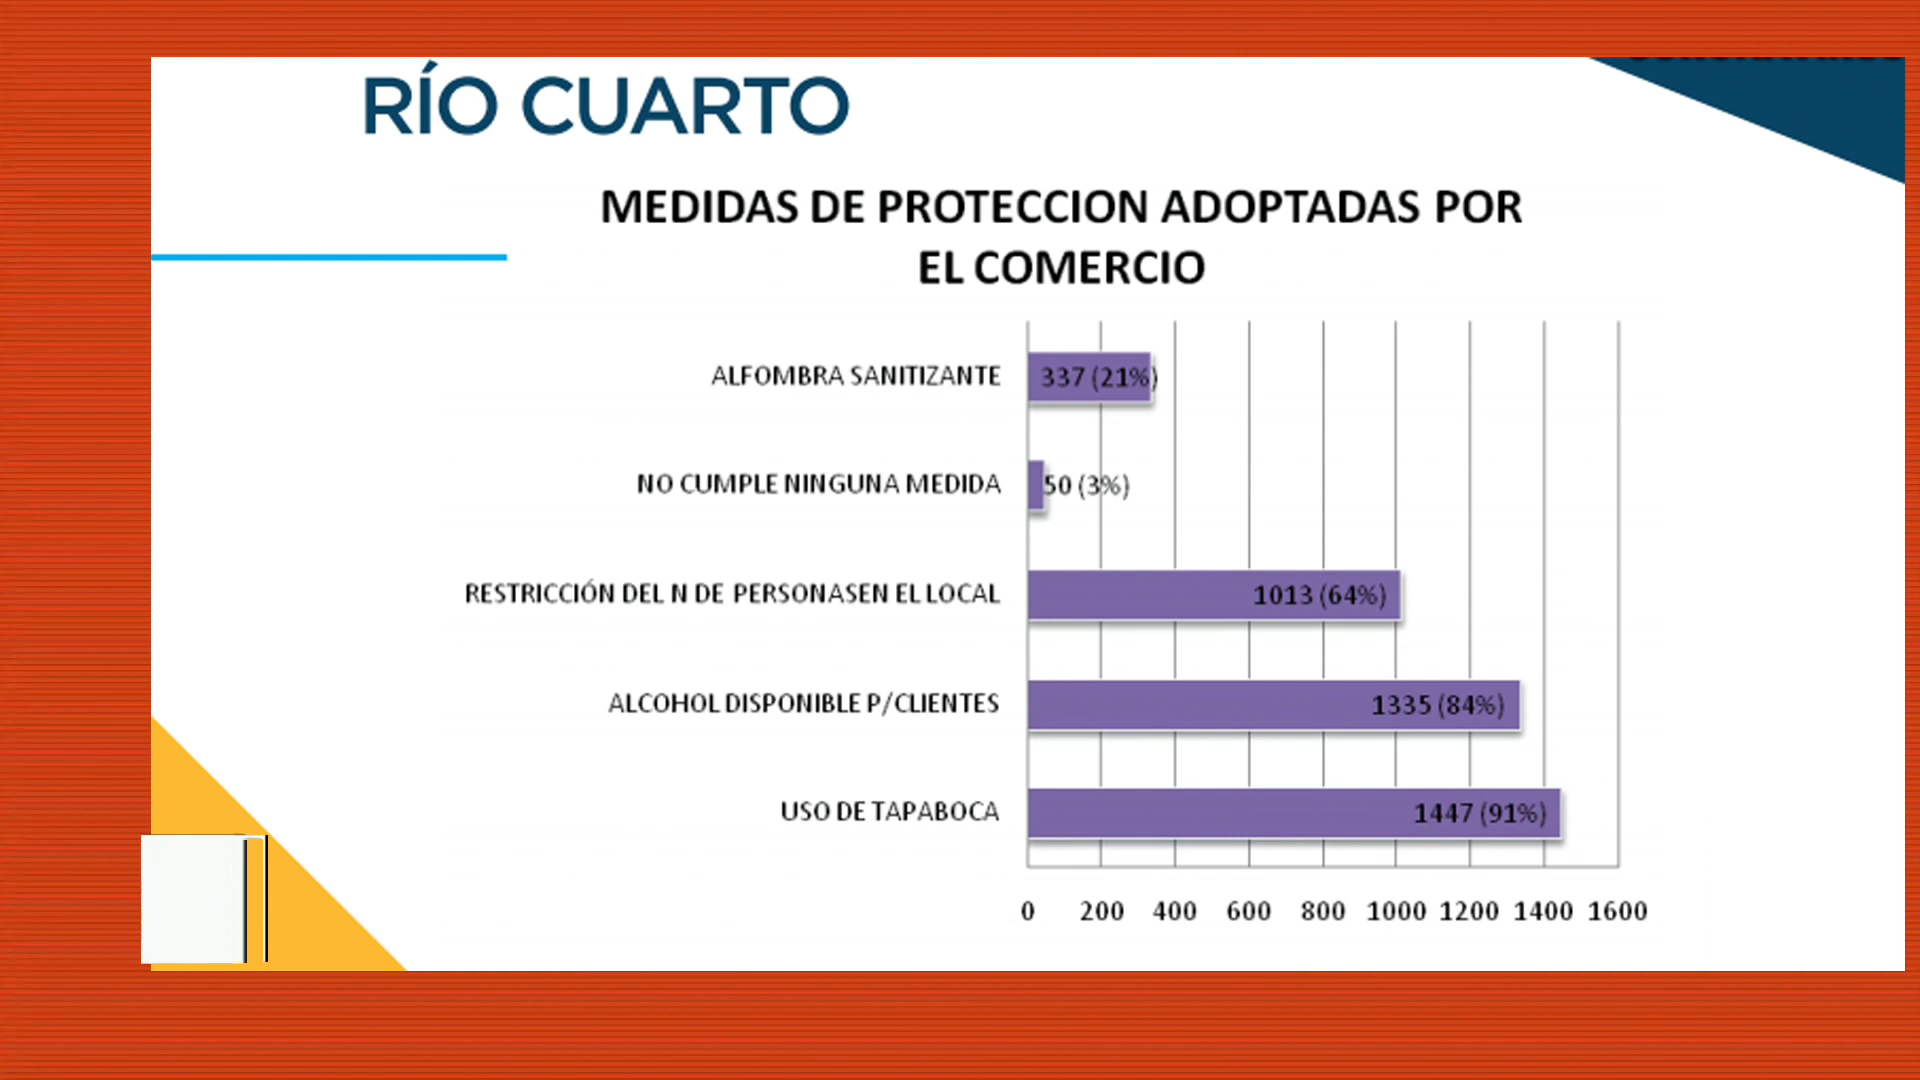 RÍO CUARTO
MEDIDAS DE PROTECCION ADOPTADAS POR
EL COMERCIO
ALFOMBRA SANITIZANTE 337 (21%)
NO CUMPLE NINGUNA MEDIDA 50 (3%)
RESTRICCIÓN DEL N DE PERSONASEN EL LOCAL 1013 (64%)
ALCOHOL DISPONIBLE P/CLIENTES 1335 (84%)
USO DE TAPABOCA 1447 (91%)
0 200 400 600 800 1000 1200 1400 1600